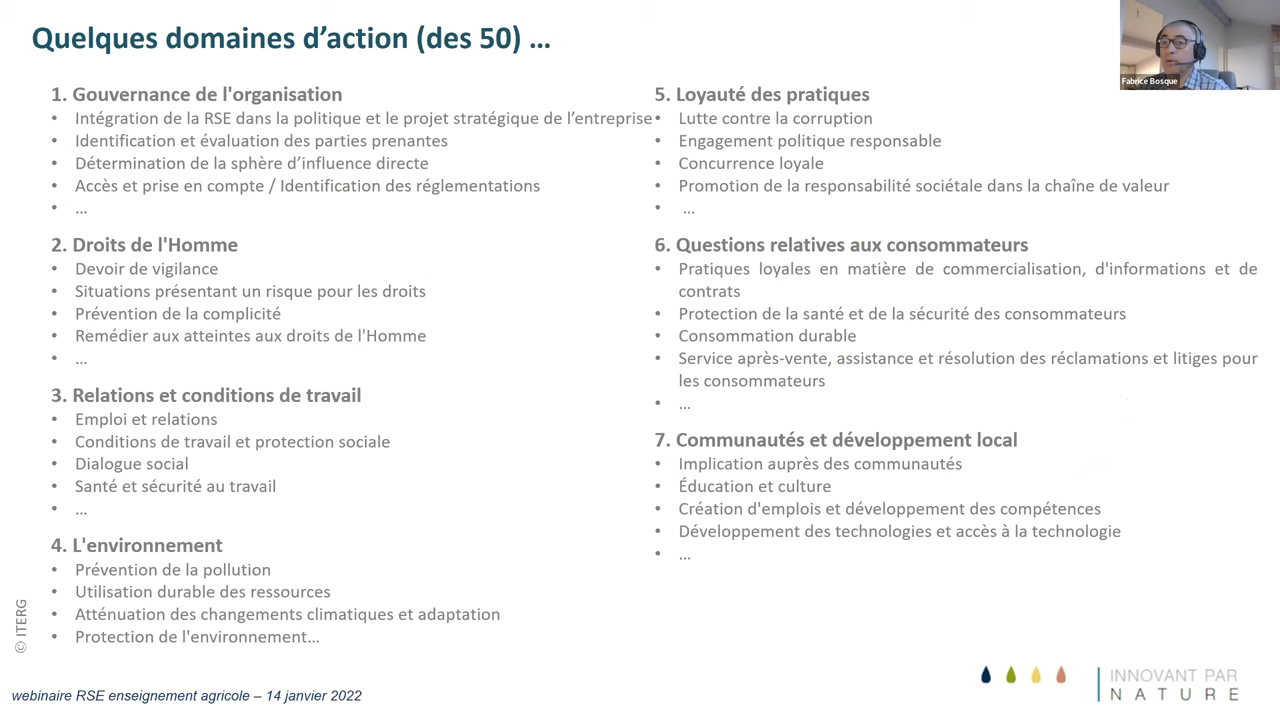 Quelques domaines d’action (des 50) …
1. Gouvernance de l'organisation
• Intégration de la RSE dans la politique et le projet stratégique de l’entreprise
• Identification et évaluation des parties prenantes
• Détermination de la sphère d’influence directe
• Accès et prise en compte / Identification des réglementations
• …
2. Droits de l'Homme
• Devoir de vigilance
• Situations présentant un risque pour les droits
• Prévention de la complicité
• Remédier aux atteintes aux droits de l'Homme
• …
3. Relations et conditions de travail
• Emploi et relations
• Conditions de travail et protection sociale
• Dialogue social
• Santé et sécurité au travail
• …
4. L'environnement
• Prévention de la pollution
• Utilisation durable des ressources
• Atténuation des changements climatiques et adaptation
• Protection de l'environnement…
5. Loyauté des pratiques
• Lutte contre la corruption
• Engagement politique responsable
• Concurrence loyale
• Promotion de la responsabilité sociétale dans la chaîne de valeur
• …
6. Questions relatives aux consommateurs
• Pratiques loyales en matière de commercialisation, d'informations et de
contrats
• Protection de la santé et de la sécurité des consommateurs
• Consommation durable
• Service après-vente, assistance et résolution des réclamations et litiges pour
les consommateurs
• …
7. Communautés et développement local
• Implication auprès des communautés
• Éducation et culture
• Création d'emplois et développement des compétences
• Développement des technologies et accès à la technologie
• …
Fabrice Bosque
© ITERG
webinaire RSE enseignement agricole – 14 janvier 2022
INNOVANT PAR
NATURE